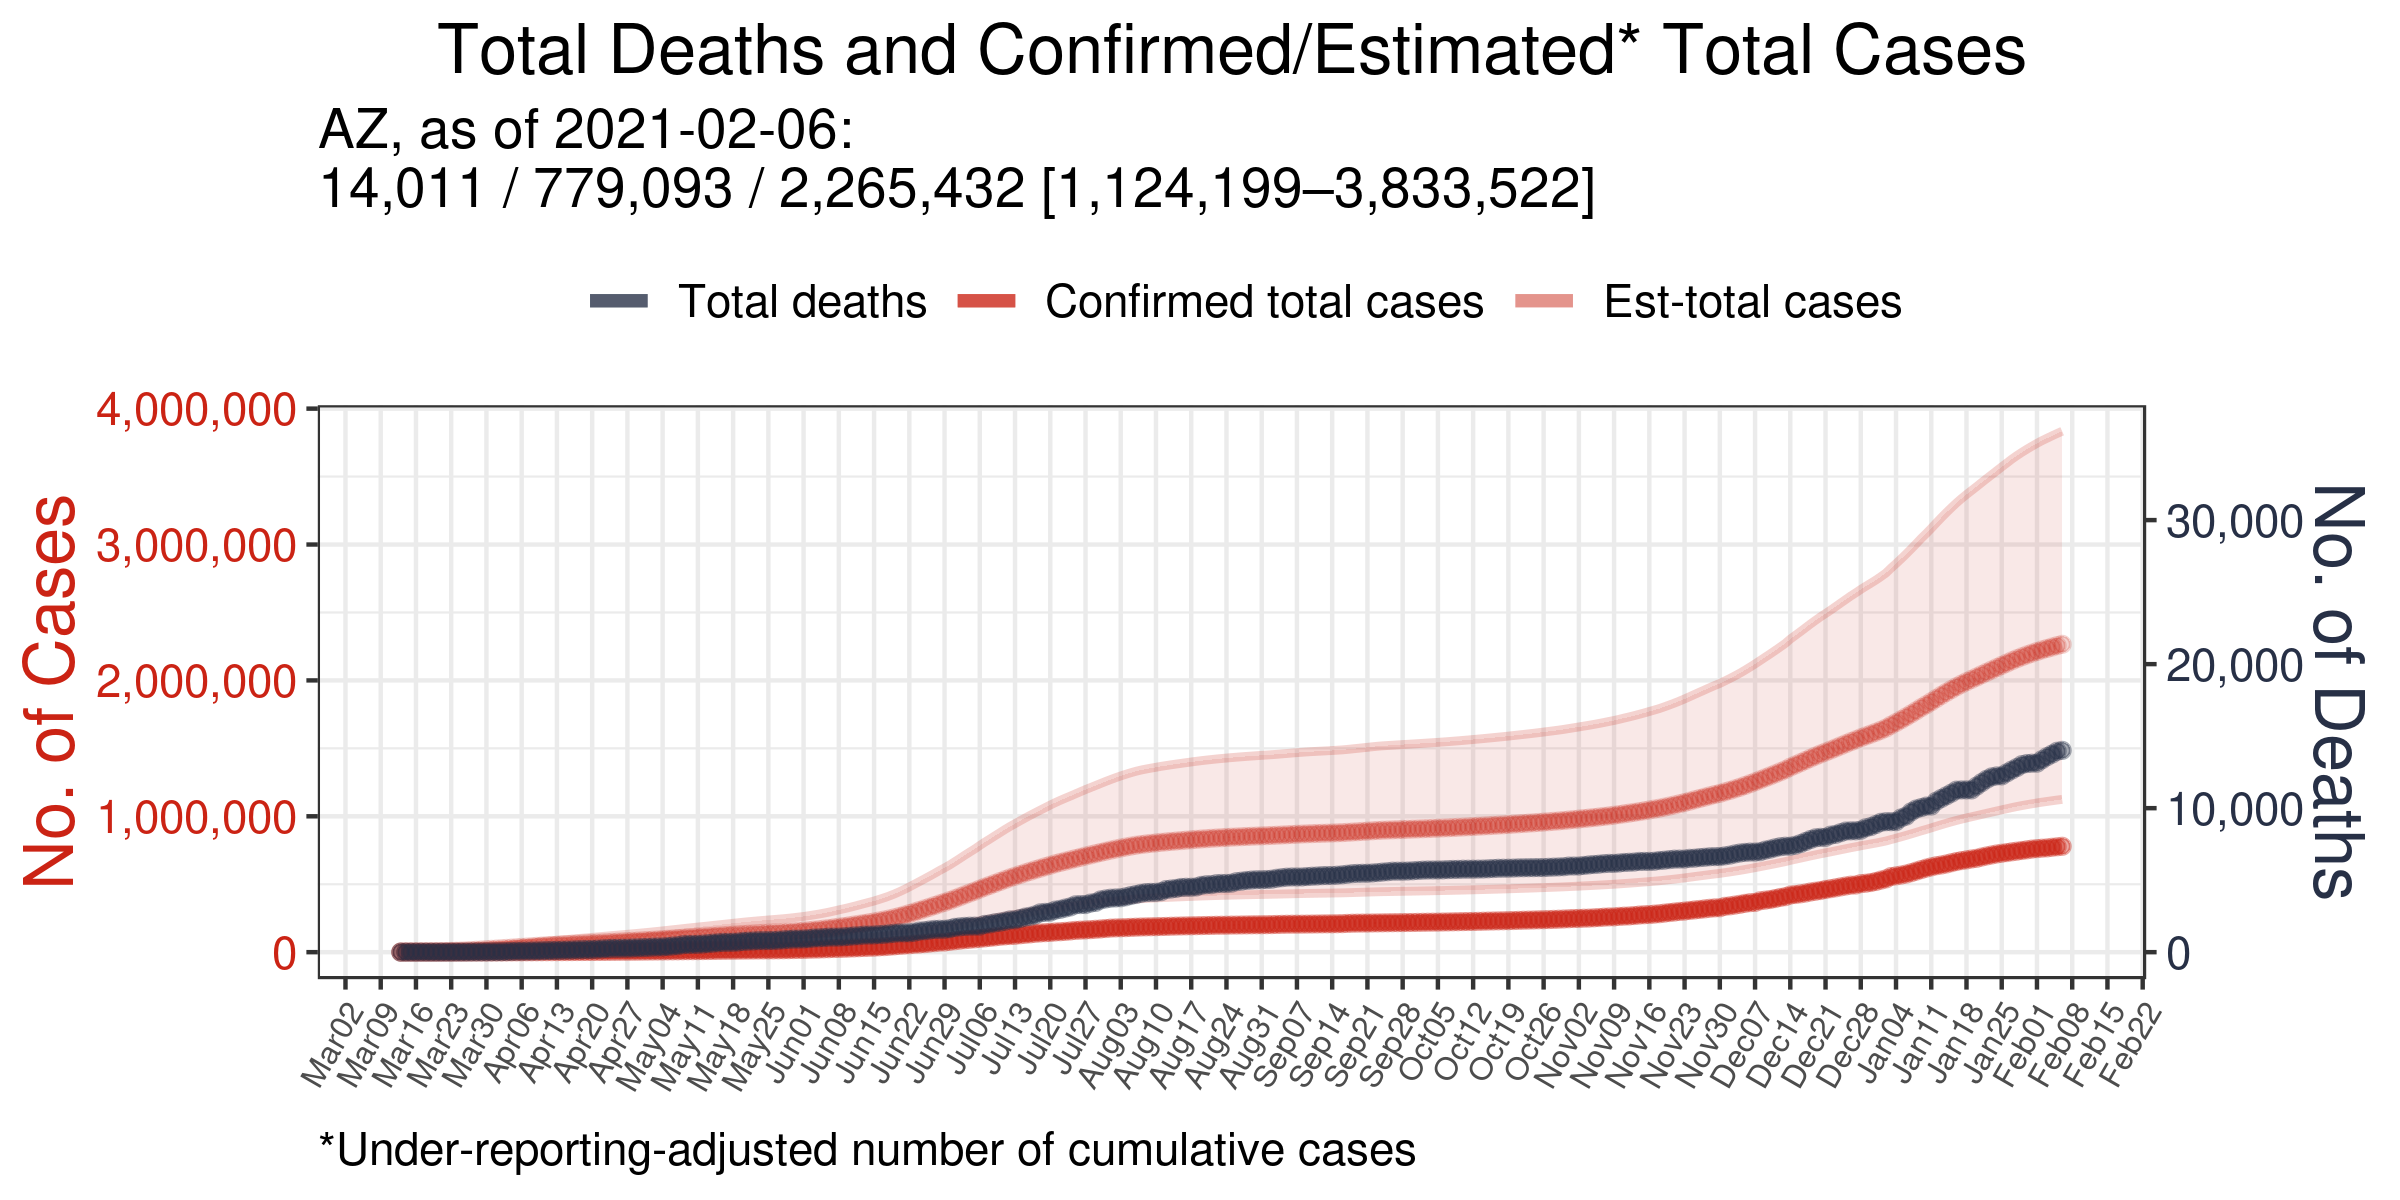 Total Deaths and Confirmed/Estimated* Total Cases
AZ, as of 2021-02-06:
14,011 / 779,093 / 2,265,432 [1,124,199–3,833,522]
Total deaths
Confirmed total cases
Est-total cases
No. of Cases
4,000,000
3,000,000
2,000,000
1,000,000
0
30,000
20,000
10,000
0
No. of Deaths
Mar02
Mar09
Mar16
Mar23
Mar30
Apr06
Apr13
Apr20
Apr27
May04
May11
May18
May25
Jun01
Jun08
Jun15
Jun22
Jun29
Jul06
Jul13
Jul20
Jul27
Aug03
Aug10
Aug17
Aug24
Aug31
Sep07
Sep14
Sep21
Sep28
Oct05
Oct12
Oct19
Oct26
Nov02
Nov09
Nov16
Nov23
Nov30
Dec07
Dec14
Dec21
Dec28
Jan04
Jan11
Jan18
Jan25
Feb01
Feb08
Feb15
Feb22
*Under-reporting-adjusted number of cumulative cases